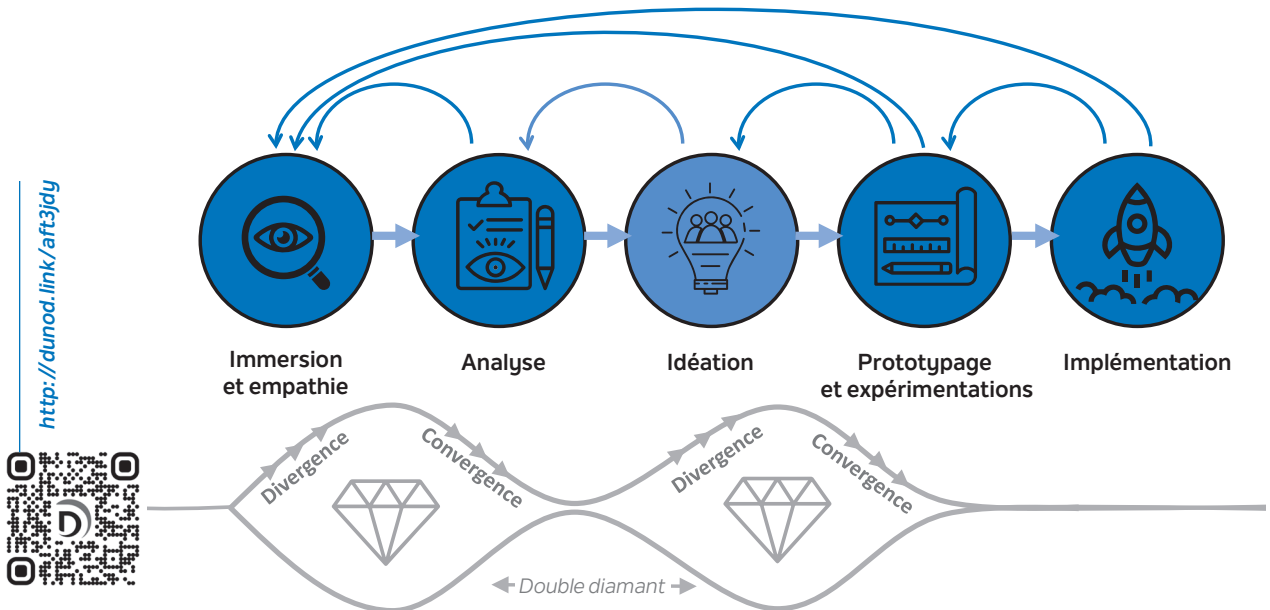 http://dunod.link/aft3jdy
Immersion
et empathie
Analyse
Idéation
Prototypage
et expérimentations
Implémentation
Divergence
Convergence
Divergence
Convergence
D
Double diamant